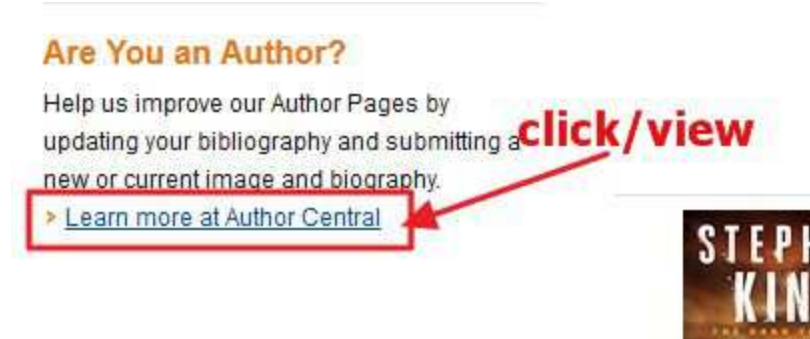 Are You an Author?
Help us improve our Author Pages by
updating your bibliography and submitting a
new or current image and biography.
> Learn more at Author Central
click/view